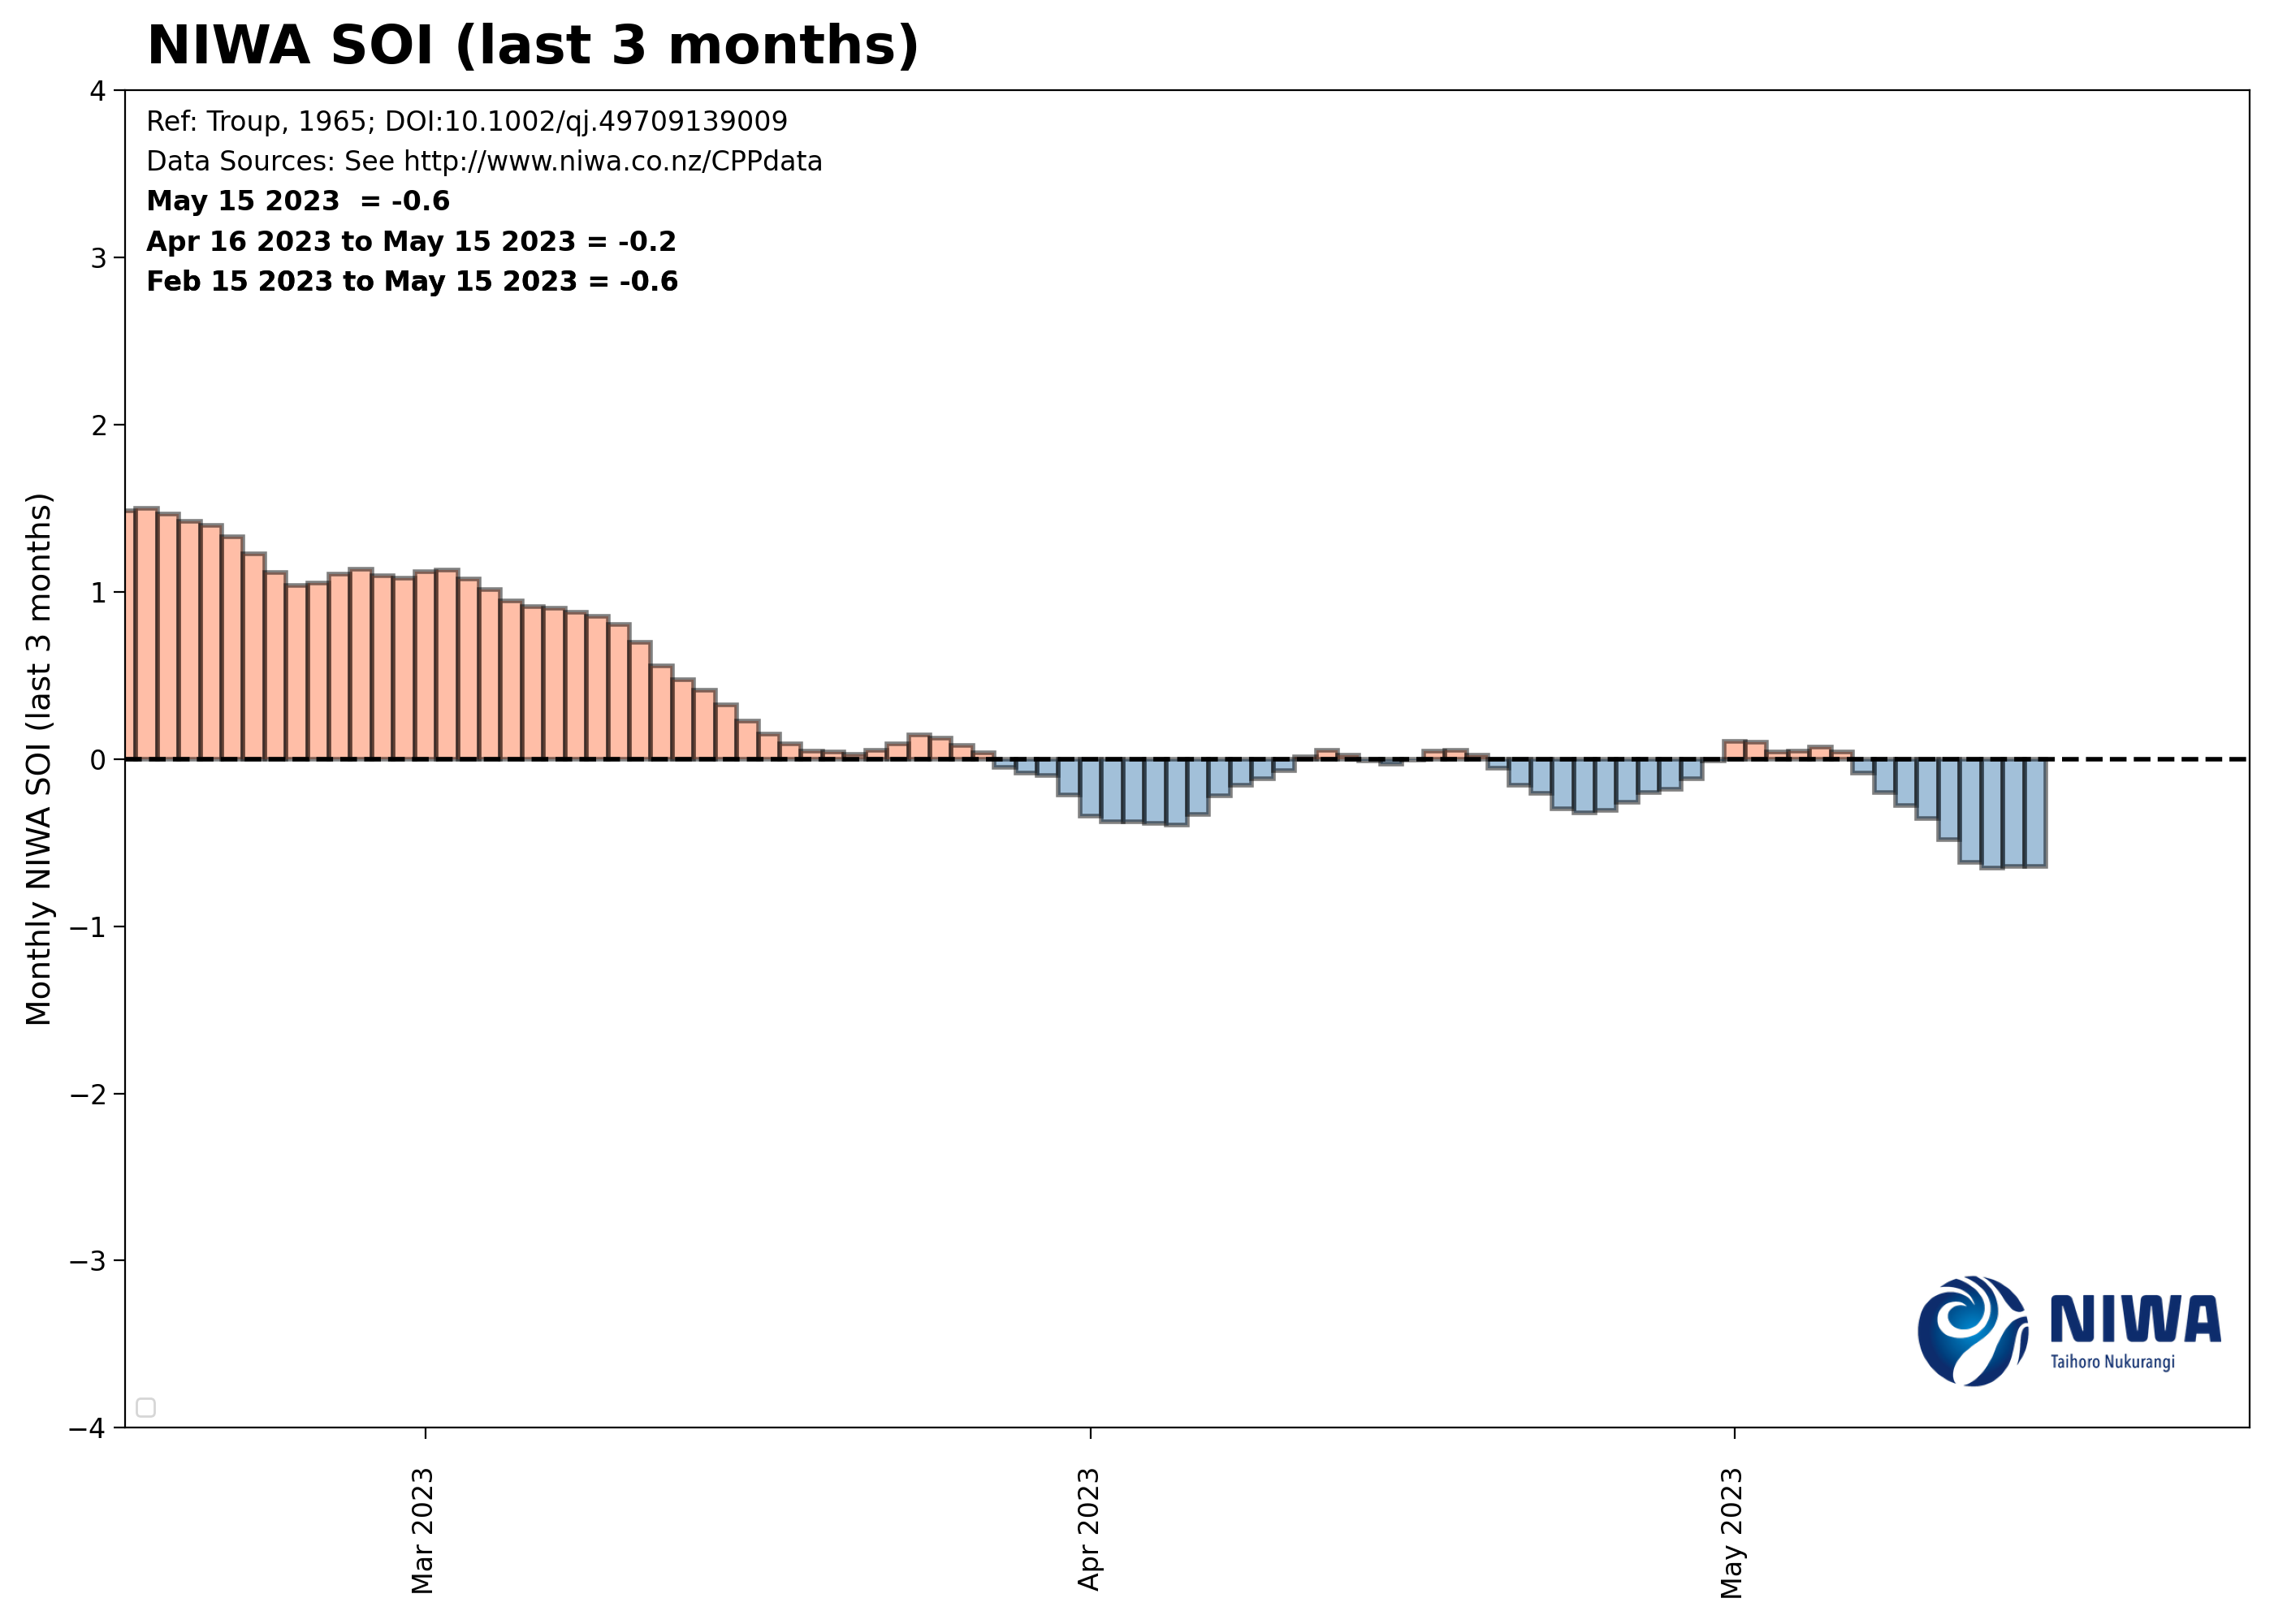 NIWA SOI (last 3 months)
Ref: Troup, 1965; DOI:10.1002/qj.49709139009
Data Sources: See http://www.niwa.co.nz/CPPdata
May 15 2023  = -0.6
Apr 16 2023 to May 15 2023 = -0.2
Feb 15 2023 to May 15 2023 = -0.6
Monthly NIWA SOI (last 3 months)
4
3
2
1
0
−1
−2
−3
−4
NIWA
Taihoro Nukurangi
Mar 2023
Apr 2023
May 2023